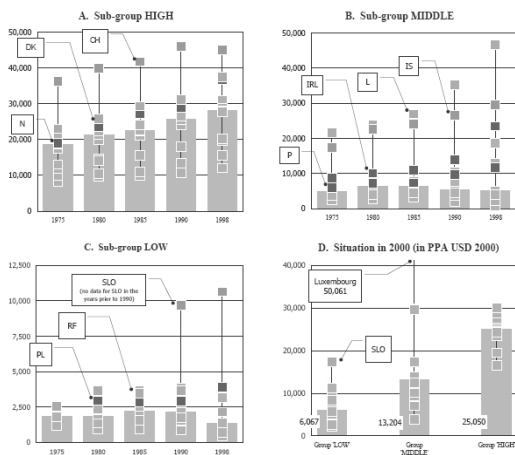 A. Sub-group HIGH
50,000
40,000
30,000
20,000
10,000
0
DK
CH
N
1975
1980
1985
1990
1998
B. Sub-group MIDDLE
50,000
40,000
30,000
20,000
10,000
0
IS
L
IRL
P
1975
1980
1985
1990
1998
C. Sub-group LOW
12,500
10,000
7,500
5,000
2,500
0
SLO
(no data for SLO in the
years prior to 1990)
RF
PL
1975
1980
1985
1990
1998
D. Situation in 2000 (in PPA USD 2000)
40,000
30,000
20,000
10,000
0
Luxembourg
50,061
SLO
6,067
13,204
25,050
Group 'LOW'
Group
'MIDDLE'
Group 'HIGH'